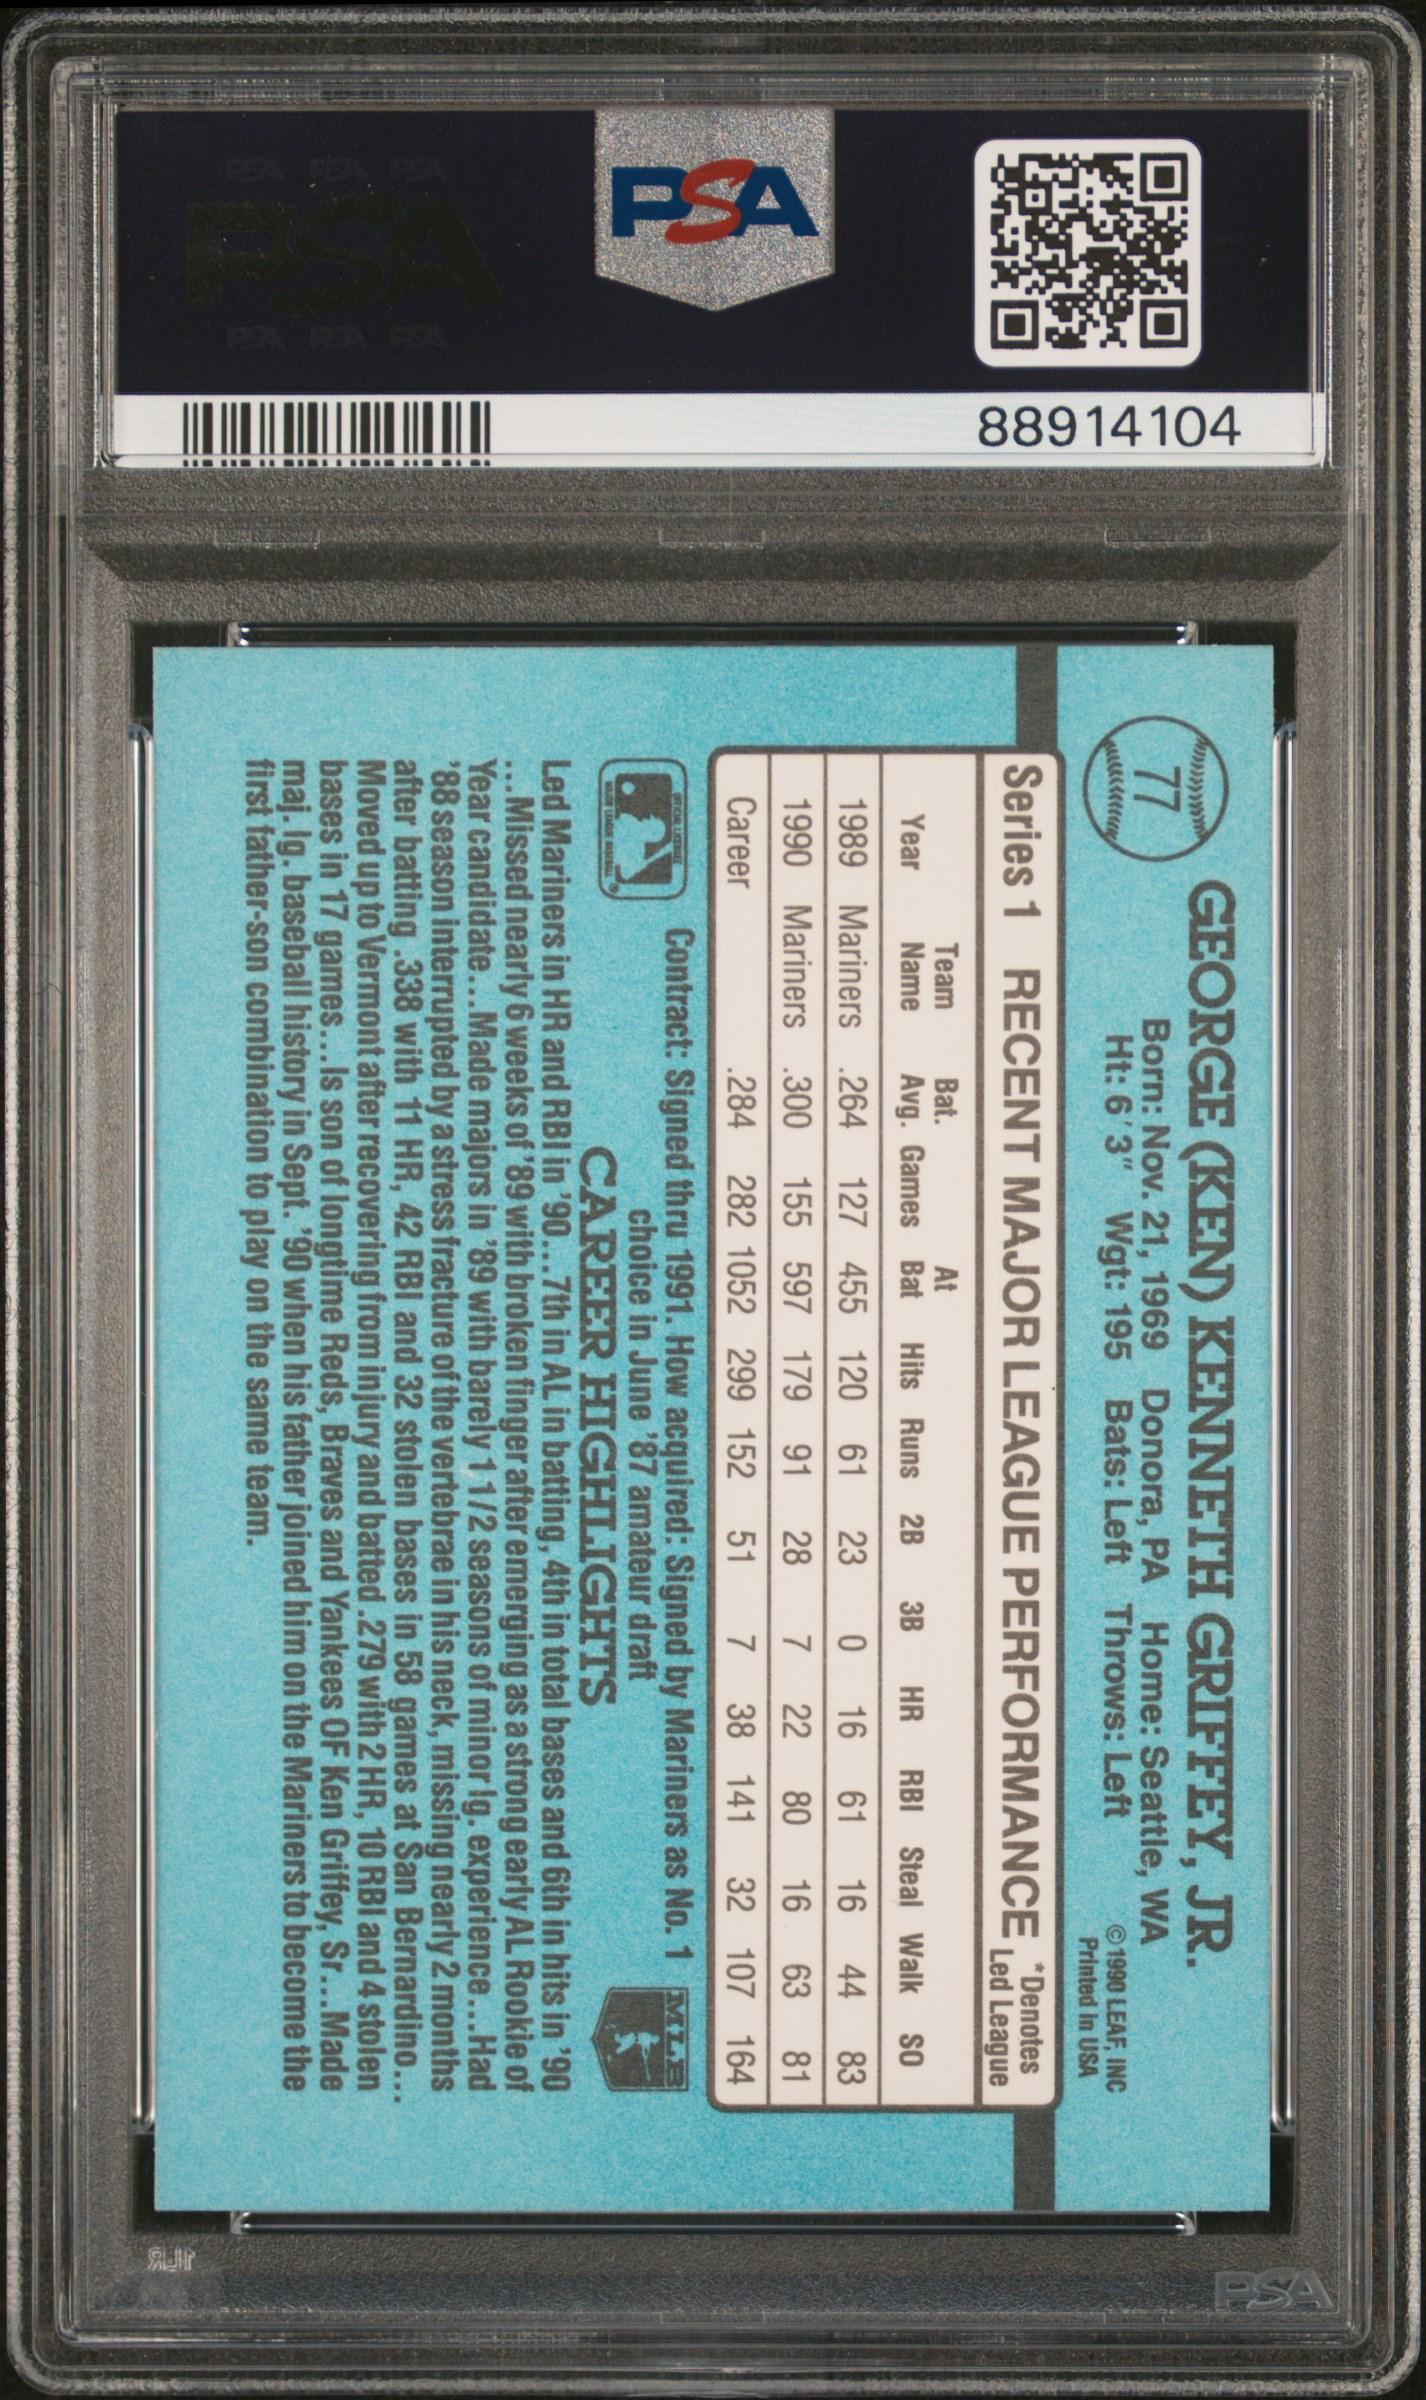 PSA PSA PSA
PSA
PSA PSA PSA
PSA
88914104
77
GEORGE (KEN) KENNETH GRIFFEY, JR.
Born: Nov. 21, 1969 Donora, PA Home: Seattle, WA
Ht: 6'3" Wgt: 195 Bats: Left Throws: Left
©1990 LEAF, INC
Printed In USA
Series 1 RECENT MAJOR LEAGUE PERFORMANCE *Denotes Led League
Year Team Name Bat. Avg. Games At Bat Hits Runs 2B 3B HR RBI Steal Walk SO
1989 Mariners .264 127 455 120 61 23 0 16 61 16 44 83
1990 Mariners .300 155 597 179 91 28 7 22 80 16 63 81
Career .284 282 1052 299 152 51 7 38 141 32 107 164
Contract: Signed thru 1991. How acquired: Signed by Mariners as No. 1
choice in June '87 amateur draft
MLB
CAREER HIGHLIGHTS
Led Mariners in HR and RBI in '90...7th in AL in batting, 4th in total bases and 6th in hits in '90
...Missed nearly 6 weeks of '89 with broken finger after emerging as a strong early AL Rookie of
Year candidate...Made majors in '89 with barely 1 1/2 seasons of minor lg. experience...Had
'88 season interrupted by a stress fracture of the vertebrae in his neck, missing nearly 2 months
after batting .338 with 11 HR, 42 RBI and 32 stolen bases in 58 games at San Bernardino...
Moved up to Vermont after recovering from injury and batted .279 with 2 HR, 10 RBI and 4 stolen
bases in 17 games...Is son of longtime Reds, Braves and Yankees OF Ken Griffey, Sr...Made
maj. lg. baseball history in Sept. '90 when his father joined him on the Mariners to become the
first father-son combination to play on the same team.
PSA